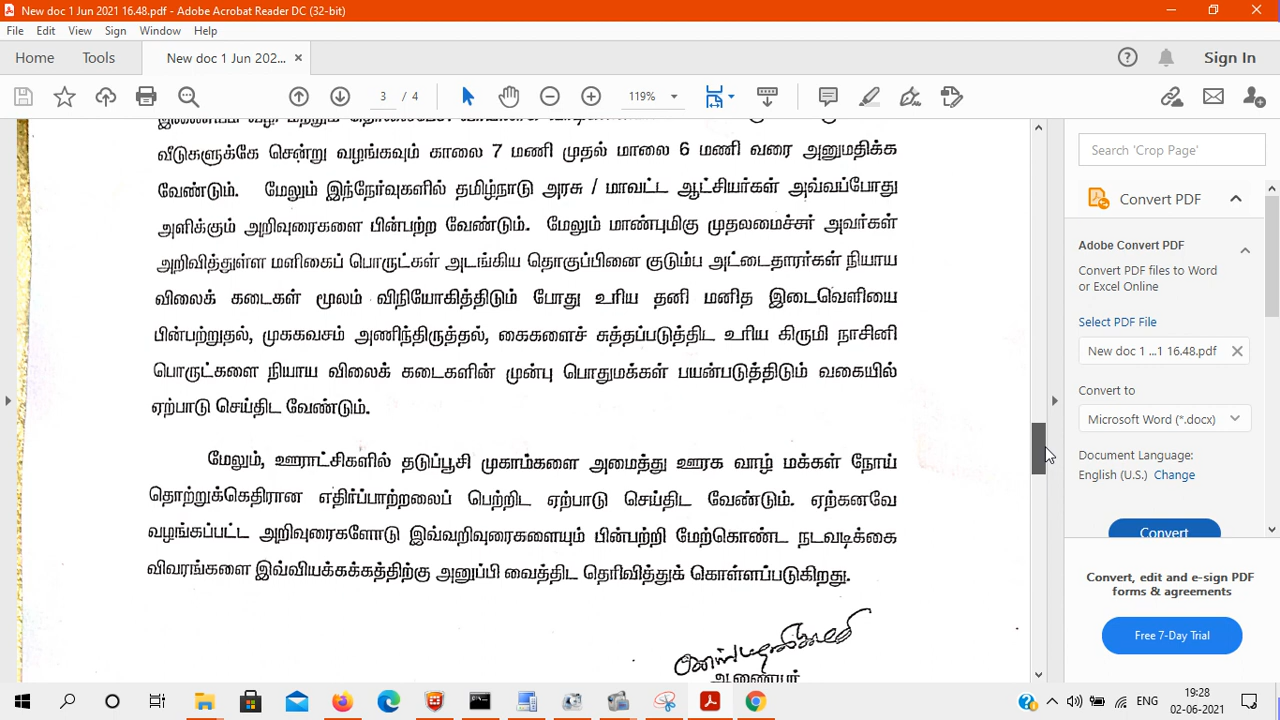 New doc 1 Jun 2021 16.48.pdf - Adobe Acrobat Reader DC (32-bit)
File Edit View Sign Window Help
Home Tools New doc 1 Jun 202... × Sign In
3 / 4 119%
வீடுகளுக்கே சென்று வழங்கவும் காலை 7 மணி முதல் மாலை 6 மணி வரை அனுமதிக்க
வேண்டும். மேலும் இந்நேர்வுகளில் தமிழ்நாடு அரசு / மாவட்ட ஆட்சியர்கள் அவ்வப்போது
அளிக்கும் அறிவுரைகளை பின்பற்ற வேண்டும். மேலும் மாண்புமிகு முதலமைச்சர் அவர்கள்
அறிவித்துள்ள மளிகைப் பொருட்கள் அடங்கிய தொகுப்பினை குடும்ப அட்டைதாரர்கள் நியாய
விலைக் கடைகள் மூலம் விநியோகித்திடும் போது உரிய தனி மனித இடைவெளியை
பின்பற்றுதல், முககவசம் அணிந்திருத்தல், கைகளைச் சுத்தப்படுத்திட உரிய கிருமி நாசினி
பொருட்களை நியாய விலைக் கடைகளின் முன்பு பொதுமக்கள் பயன்படுத்திடும் வகையில்
ஏற்பாடு செய்திட வேண்டும்.
மேலும், ஊராட்சிகளில் தடுப்பூசி முகாம்களை அமைத்து ஊரக வாழ் மக்கள் நோய்
தொற்றுக்கெதிரான எதிர்ப்பாற்றலைப் பெற்றிட ஏற்பாடு செய்திட வேண்டும். ஏற்கனவே
வழங்கப்பட்ட அறிவுரைகளோடு இவ்வறிவுரைகளையும் பின்பற்றி மேற்கொண்ட நடவடிக்கை
விவரங்களை இவ்வியக்கக்கத்திற்கு அனுப்பி வைத்திட தெரிவித்துக் கொள்ளப்படுகிறது.
Search 'Crop Page'
Convert PDF
Adobe Convert PDF
Convert PDF files to Word
or Excel Online
Select PDF File
New doc 1 ...1 16.48.pdf ×
Convert to
Microsoft Word (*.docx)
Document Language:
English (U.S.) Change
Convert
Convert, edit and e-sign PDF
forms & agreements
Free 7-Day Trial
ENG
9:28
02-06-2021